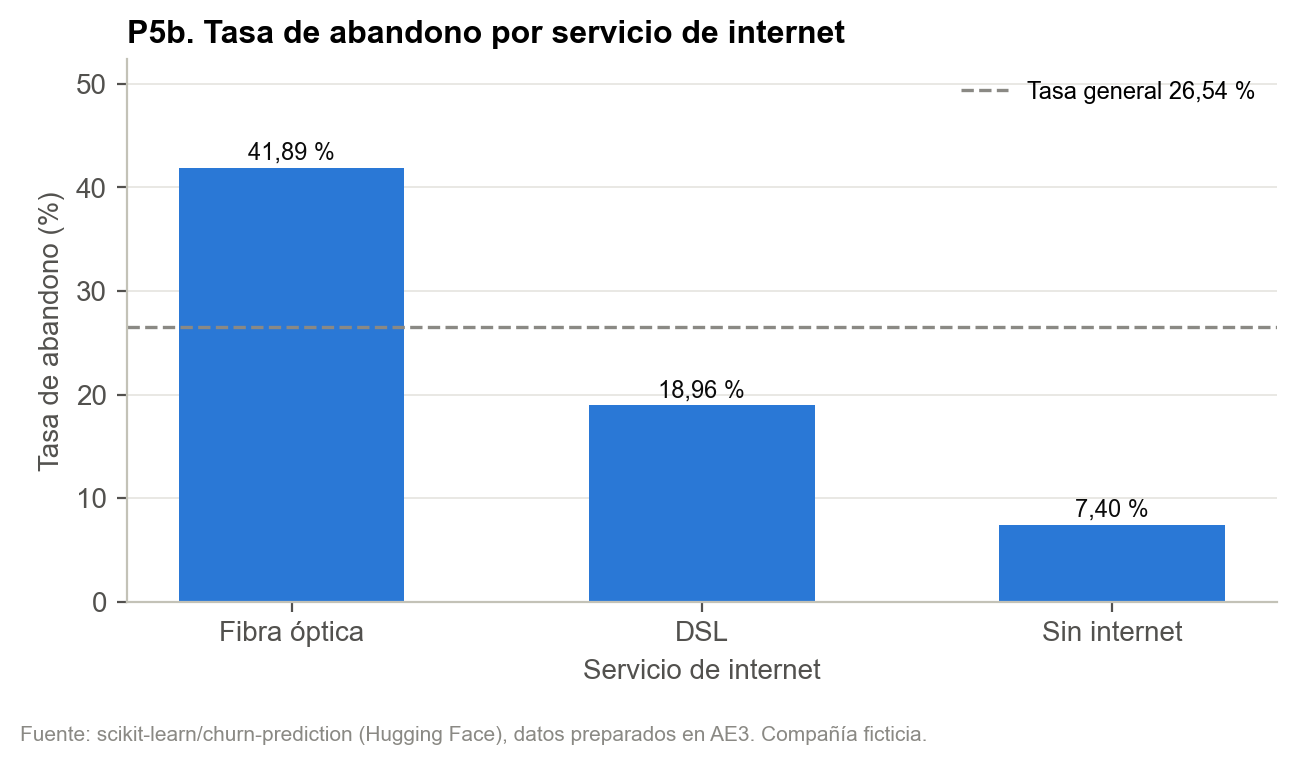 P5b. Tasa de abandono por servicio de internet
Tasa general 26,54 %
Tasa de abandono (%)
50
40
30
20
10
0
41,89 %
18,96 %
7,40 %
Fibra óptica
DSL
Sin internet
Servicio de internet
Fuente: scikit-learn/churn-prediction (Hugging Face), datos preparados en AE3. Compañía ficticia.